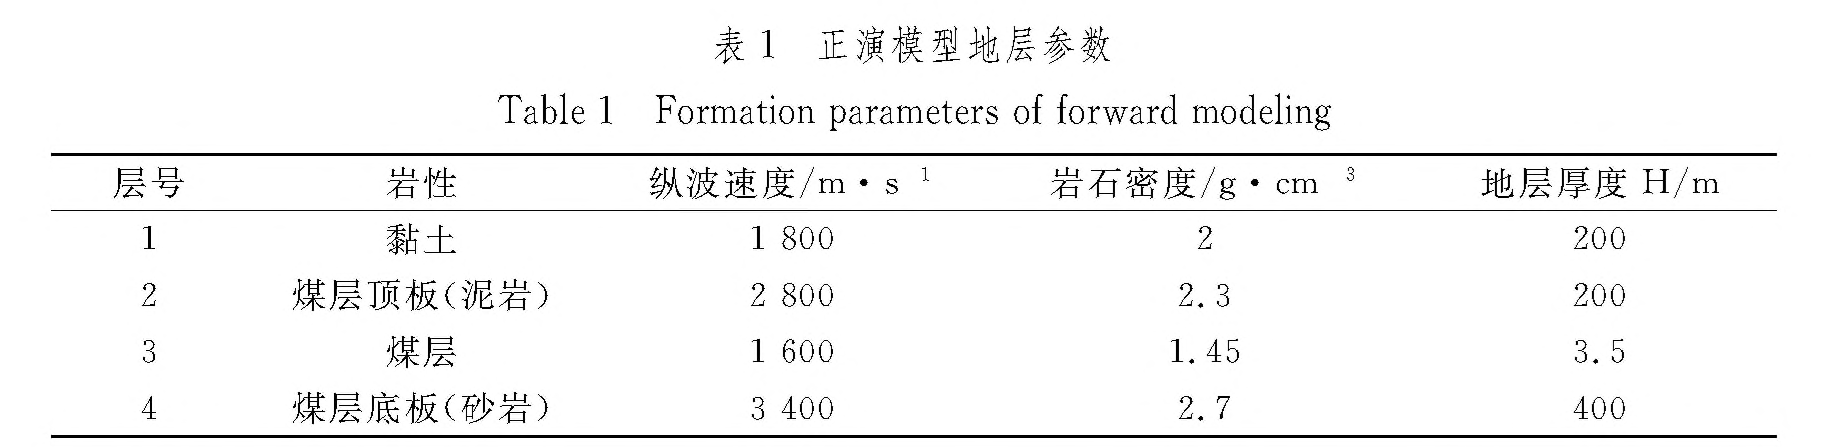 表1 正演模型地层参数
Table 1 Formation parameters of forward modeling
层号 岩性 纵波速度/m·s 1 岩石密度/g·cm 3 地层厚度 H/m
1 黏土 1 800 2 200
2 煤层顶板(泥岩) 2 800 2.3 200
3 煤层 1 600 1.45 3.5
4 煤层底板(砂岩) 3 400 2.7 400